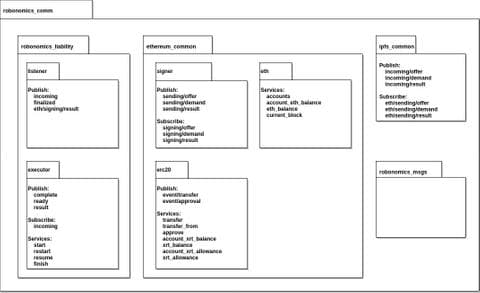 robonomics_comm
robonomics_liability
listener
Publish:
incoming
finalized
eth/signing/result
executor
Publish:
complete
ready
result
Subscribe:
incoming
Services:
start
restart
resume
finish
ethereum_common
signer
Publish:
sending/offer
sending/demand
sending/result
Subscribe:
signing/offer
signing/demand
signing/result
eth
Services:
accounts
account_eth_balance
eth_balance
current_block
erc20
Publish:
event/transfer
event/approval
Services:
transfer
transfer_from
approve
account_xrt_balance
xrt_balance
account_xrt_allowance
xrt_allowance
ipfs_common
Publish:
incoming/offer
incoming/demand
incoming/result
Subscribe:
eth/sending/offer
eth/sending/demand
eth/sending/result
robonomics_msgs